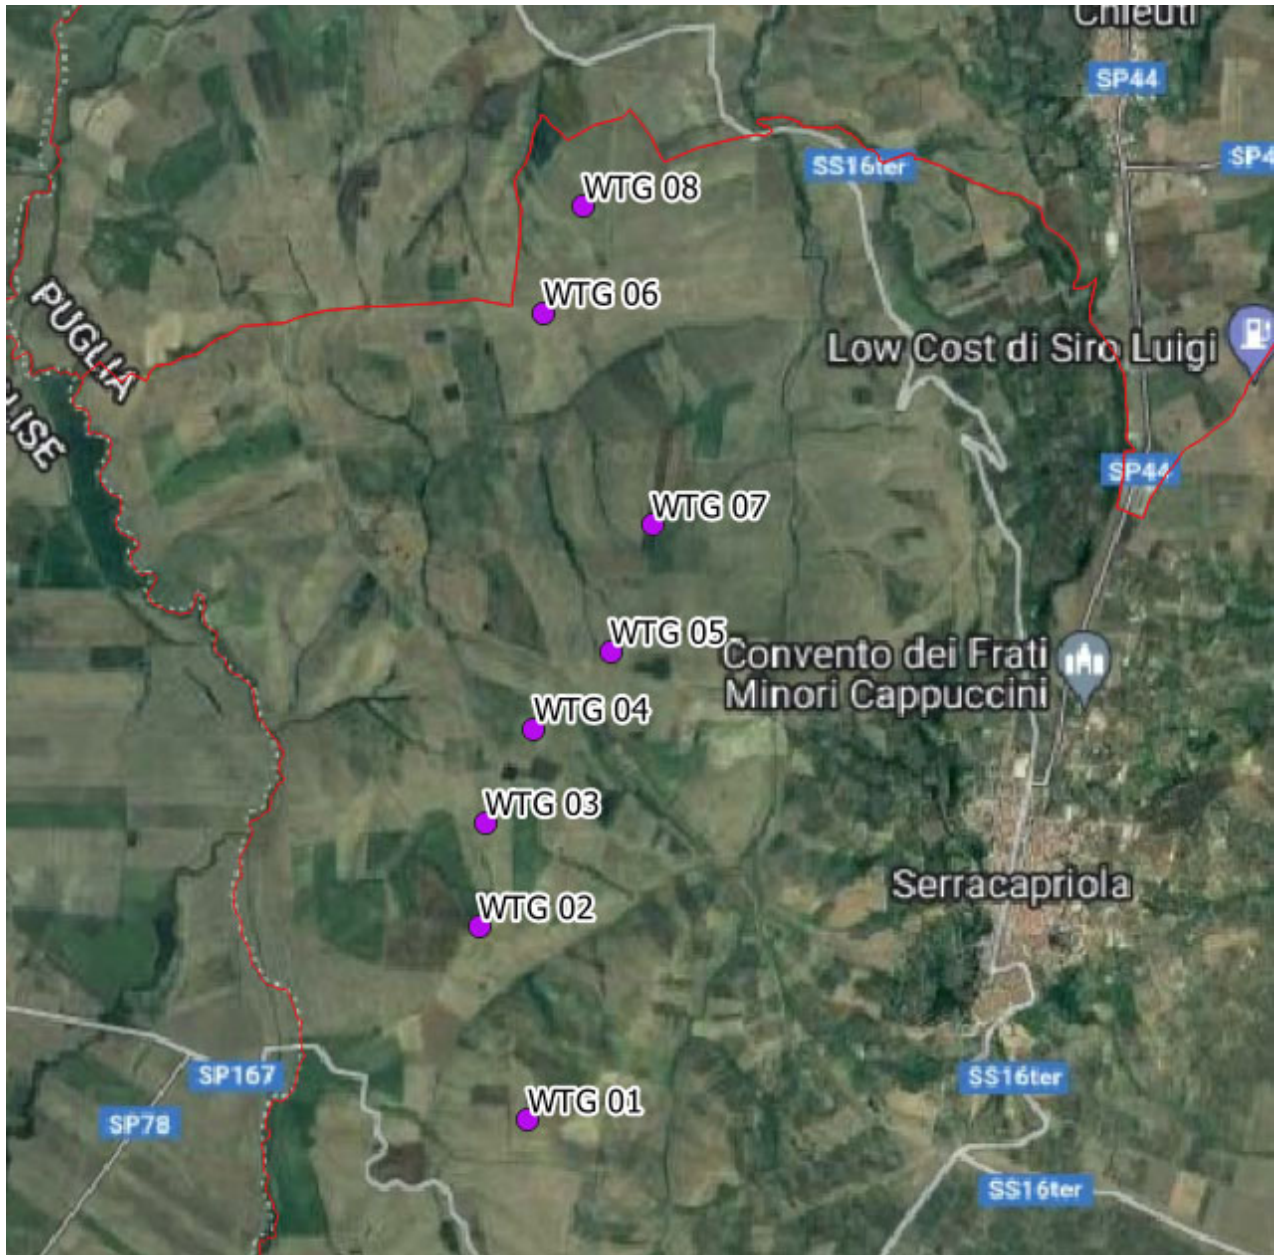 Chieuti
SP44
SS16ter
WTG 08
PUGLIA
WTG 06
Low Cost di Siro Luigi
SP44
WTG 07
WTG 05
Convento dei Frati
Minori Cappuccini
WTG 04
WTG 03
Serracapriola
WTG 02
SP167
SS16ter
SP78
WTG 01
SS16ter